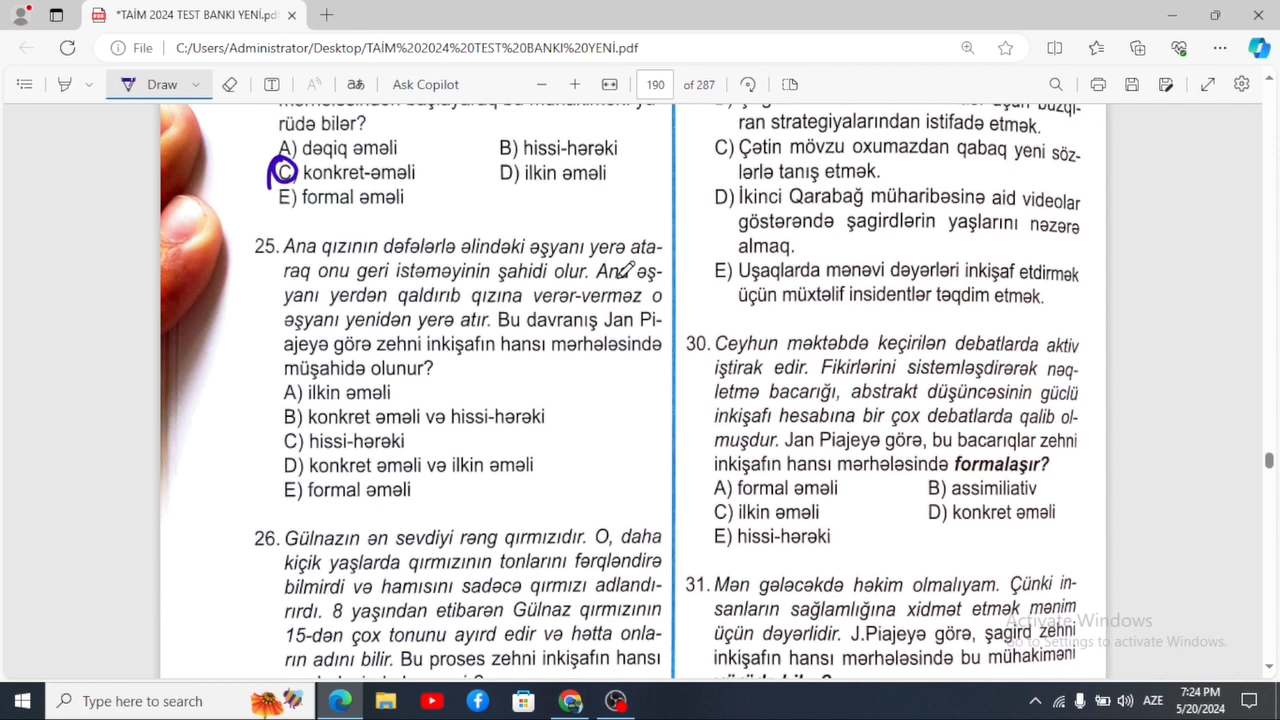 *TAİM 2024 TEST BANKI YENİ.pdf
File
C:/Users/Administrator/Desktop/TAİM%202024%20TEST%20BANKI%20YENİ.pdf
Draw
Ask Copilot
190 of 287
rüdə bilər?
A) dəqiq əməli
B) hissi-hərəki
C) konkret-əməli
D) ilkin əməli
E) formal əməli
25. Ana qızının dəfələrlə əlindəki əşyanı yerə ata-
raq onu geri istəməyinin şahidi olur. Ana əş-
yanı yerdən qaldırıb qızına verər-verməz o
əşyanı yenidən yerə atır. Bu davranış Jan Pi-
ajeyə görə zehni inkişafın hansı mərhələsində
müşahidə olunur?
A) ilkin əməli
B) konkret əməli və hissi-hərəki
C) hissi-hərəki
D) konkret əməli və ilkin əməli
E) formal əməli
26. Gülnazın ən sevdiyi rəng qırmızıdır. O, daha
kiçik yaşlarda qırmızının tonlarını fərqləndirə
bilmirdi və hamısını sadəcə qırmızı adlandı-
rırdı. 8 yaşından etibarən Gülnaz qırmızının
15-dən çox tonunu ayırd edir və hətta onla-
rın adını bilir. Bu proses zehni inkişafın hansı
ran strategiyalarından istifadə etmək.
C) Çətin mövzu oxumazdan qabaq yeni söz-
lərlə tanış etmək.
D) İkinci Qarabağ müharibəsinə aid videolar
göstərəndə şagirdlərin yaşlarını nəzərə
almaq.
E) Uşaqlarda mənəvi dəyərləri inkişaf etdirmək
üçün müxtəlif insidentlər təqdim etmək.
30. Ceyhun məktəbdə keçirilən debatlarda aktiv
iştirak edir. Fikirlərini sistemləşdirərək nəq-
letmə bacarığı, abstrakt düşüncəsinin güclü
inkişafı hesabına bir çox debatlarda qalib ol-
muşdur. Jan Piajeyə görə, bu bacarıqlar zehni
inkişafın hansı mərhələsində formalaşır?
A) formal əməli
B) assimiliativ
C) ilkin əməli
D) konkret əməli
E) hissi-hərəki
31. Mən gələcəkdə həkim olmalıyam. Çünki in-
sanların sağlamlığına xidmət etmək mənim
üçün dəyərlidir. J.Piajeyə görə, şagird zehni
inkişafın hansı mərhələsində bu mühakiməni
Activate Windows
Go to Settings to activate Windows.
Type here to search
AZE
7:24 PM
5/20/2024